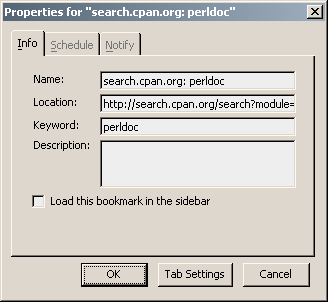 Properties for "search.cpan.org: perldoc"
Info Schedule Notify
Name: search.cpan.org: perldoc
Location: http://search.cpan.org/search?module=
Keyword: perldoc
Description:
Load this bookmark in the sidebar
OK Tab Settings Cancel